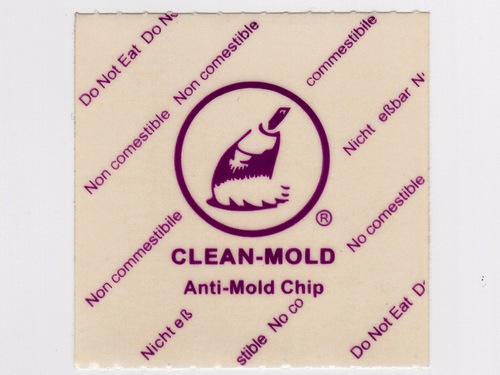 Do Not Eat Do N
Non comestible
commestible
Non comestible
Nicht eßbar N
®
CLEAN-MOLD
Anti-Mold Chip
Non commestibile
No comestible
Nicht eß
stible No co
Do Not Eat D